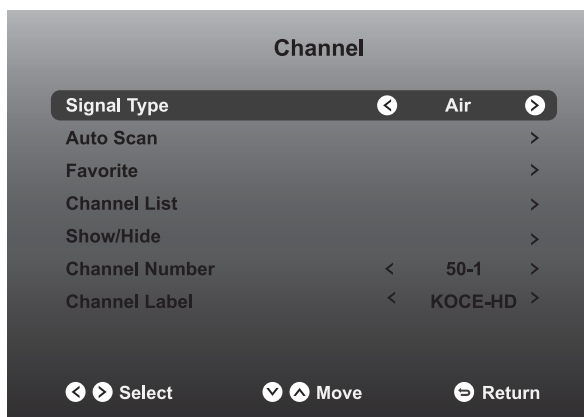 Channel
Signal Type < Air >
Auto Scan >
Favorite >
Channel List >
Show/Hide >
Channel Number < 50-1 >
Channel Label < KOCE-HD >
Select Move Return